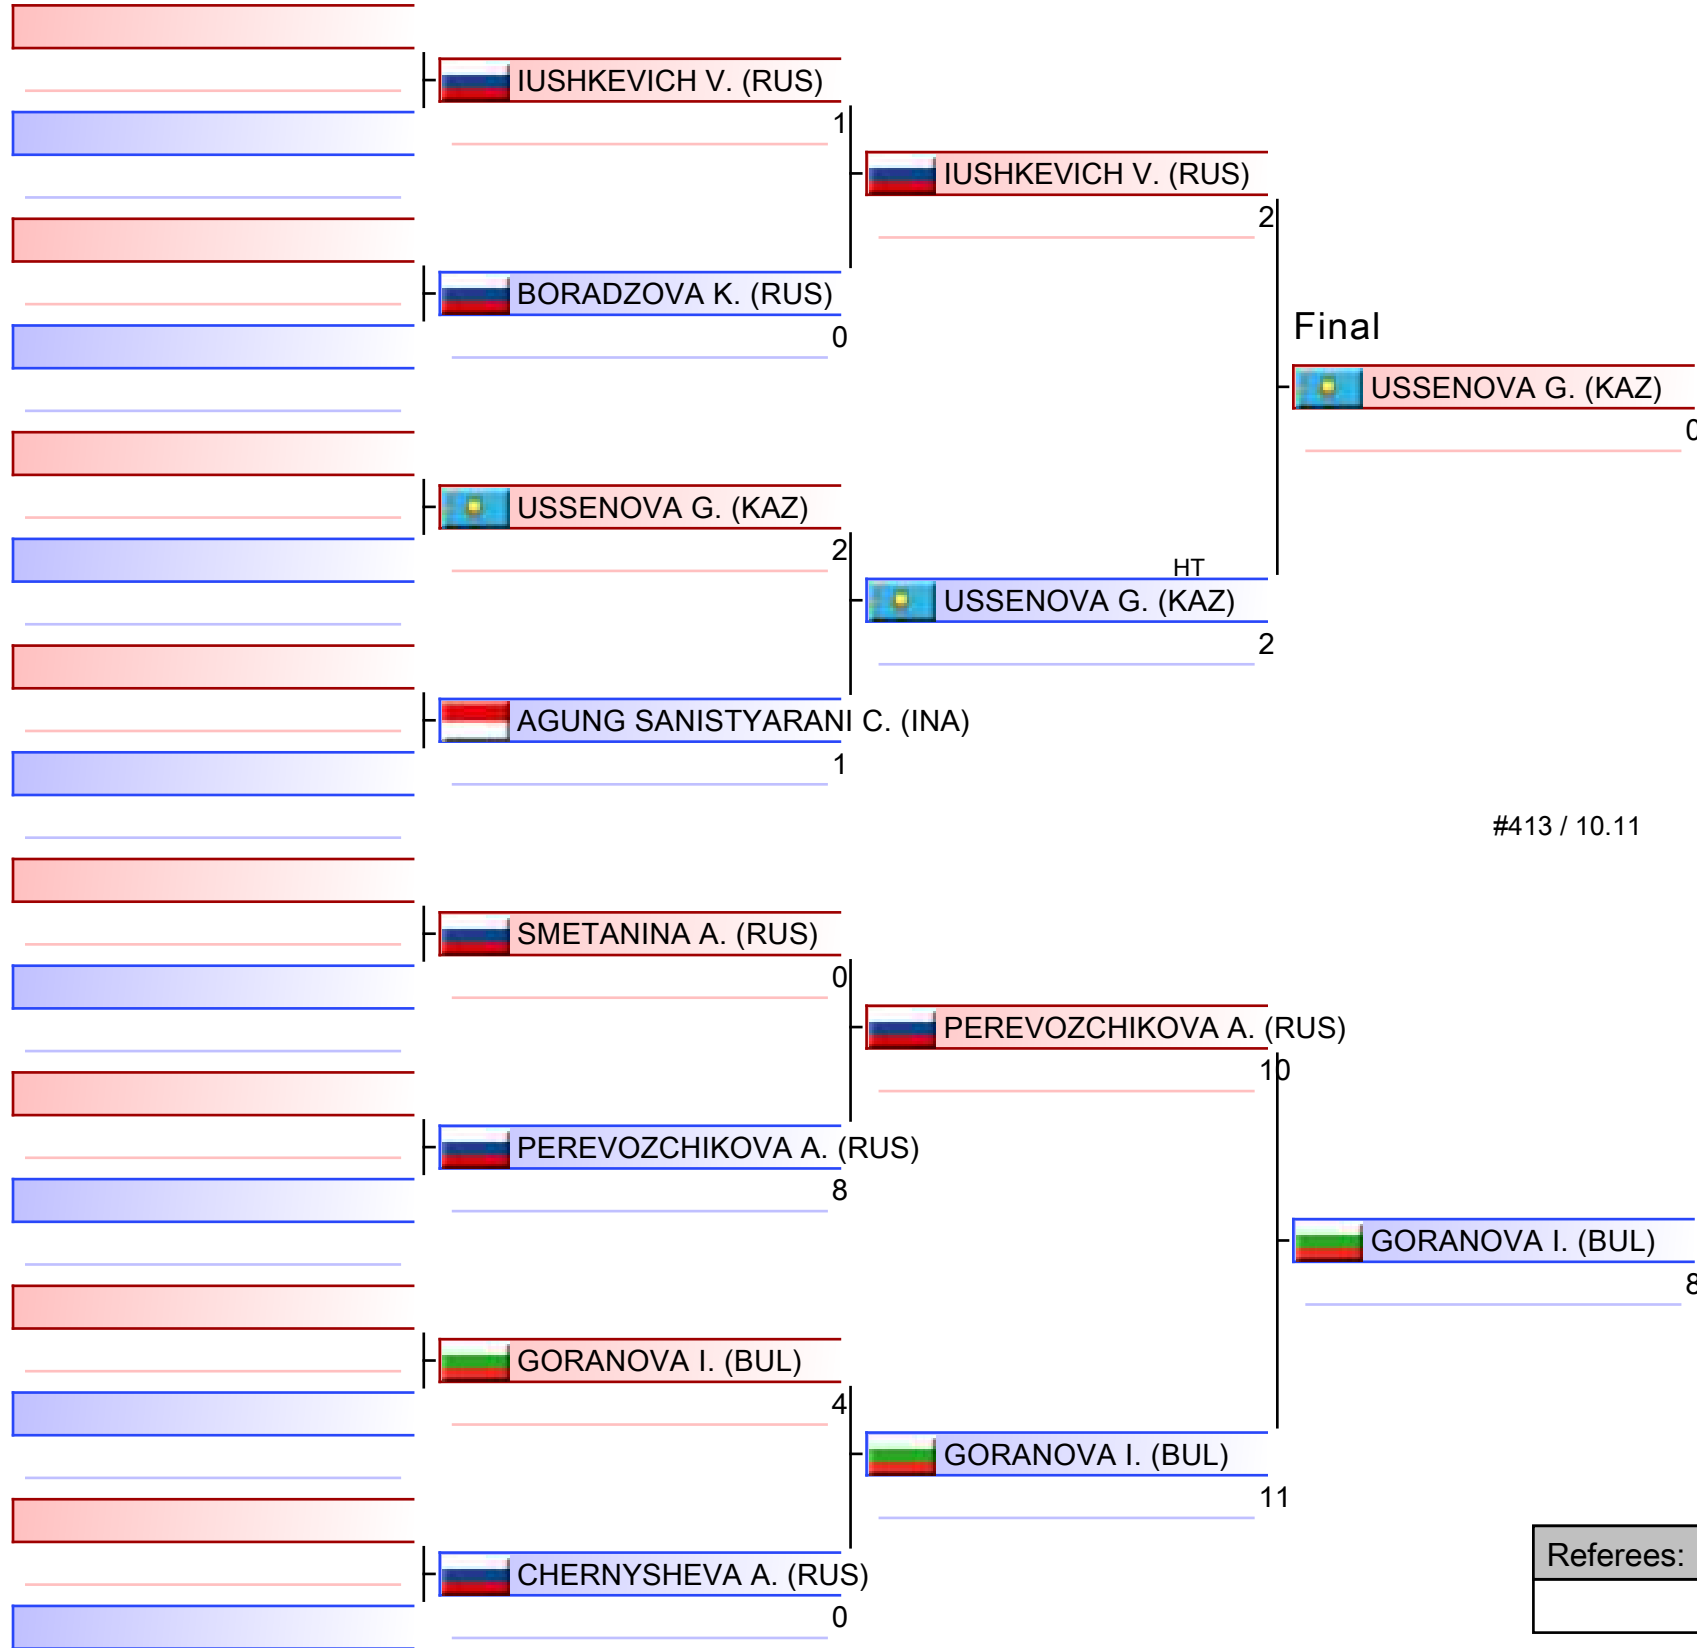 IUSHKEVICH V. (RUS)
1
IUSHKEVICH V. (RUS)
2
BORADZOVA K. (RUS)
0
Final
USSENOVA G. (KAZ)
0
USSENOVA G. (KAZ)
2
HT
USSENOVA G. (KAZ)
2
AGUNG SANISTYARANI C. (INA)
1
#413 / 10.11
SMETANINA A. (RUS)
0
PEREVOZCHIKOVA A. (RUS)
10
PEREVOZCHIKOVA A. (RUS)
8
GORANOVA I. (BUL)
8
GORANOVA I. (BUL)
4
GORANOVA I. (BUL)
11
CHERNYSHEVA A. (RUS)
0
Referees: